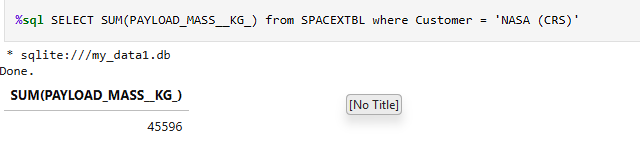 %sql SELECT SUM(PAYLOAD_MASS__KG_) from SPACEXTBL where Customer = 'NASA (CRS)'
* sqlite:///my_data1.db
Done.
SUM(PAYLOAD_MASS__KG_)
[No Title]
45596